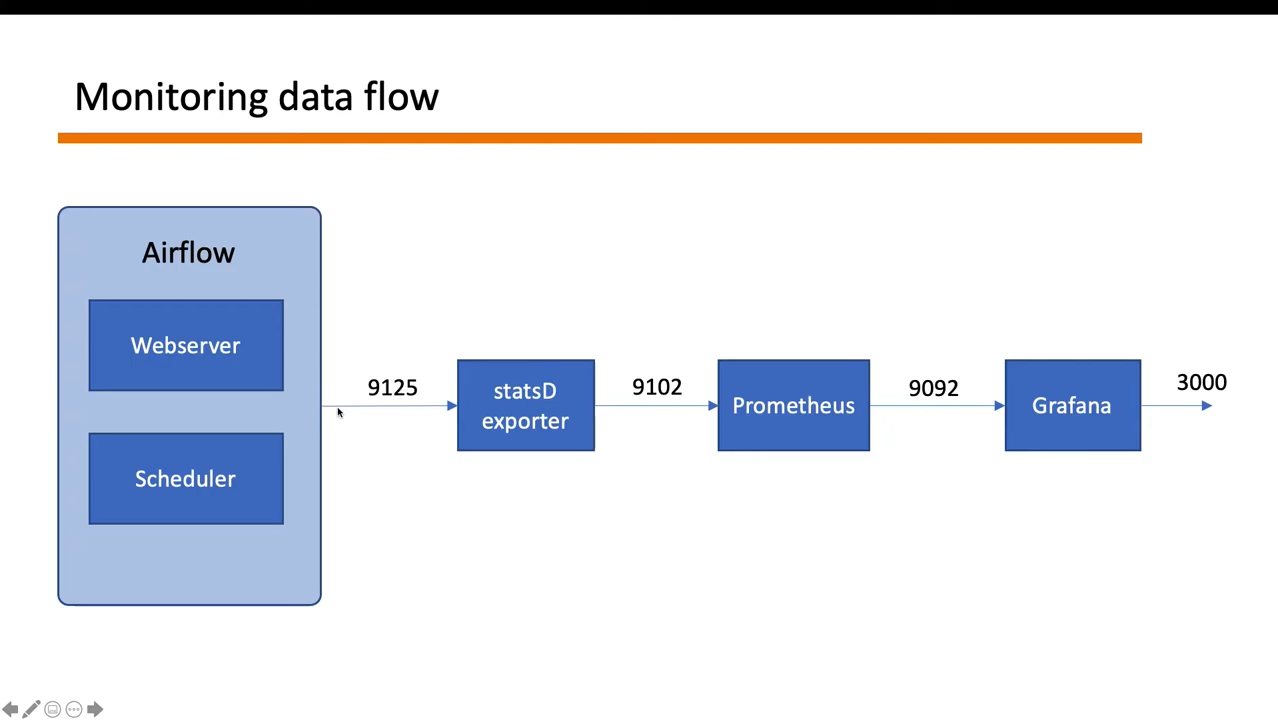 Monitoring data flow
Airflow
Webserver
Scheduler
9125
statsD
exporter
9102
Prometheus
9092
Grafana
3000